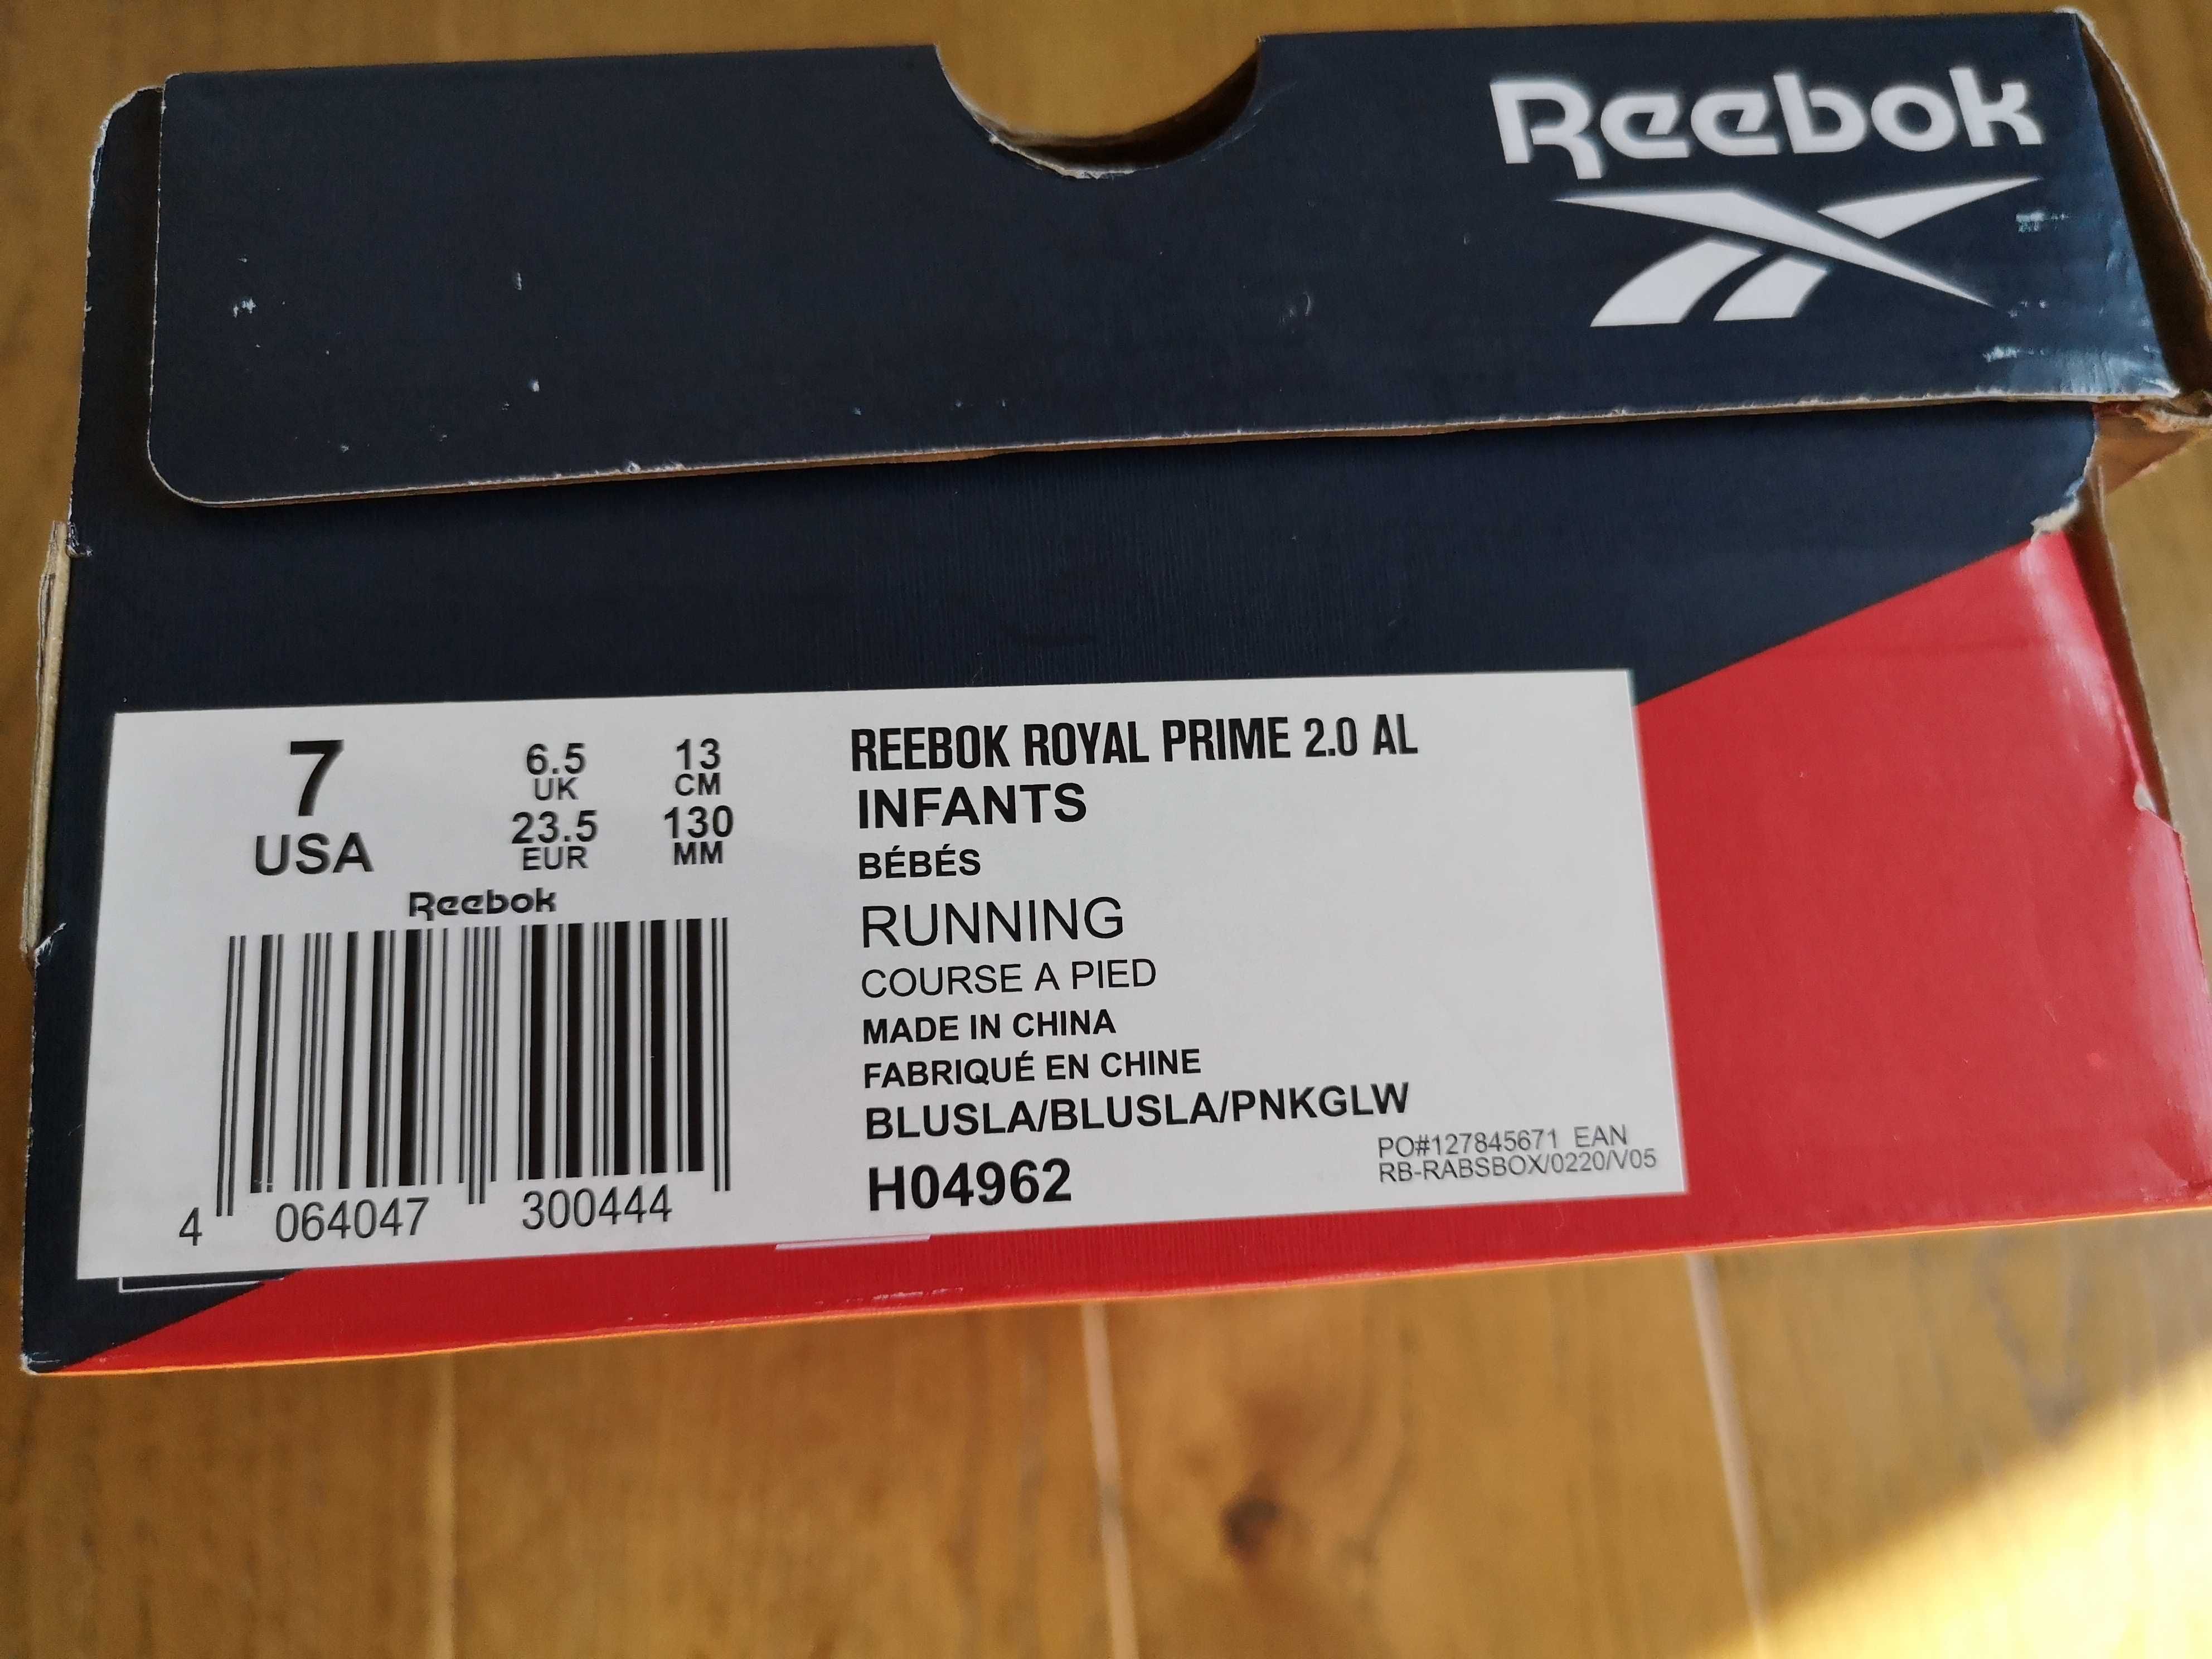 Reebok
7
USA
6.5
UK
23.5
EUR
13
CM
130
MM
Reebok
4 064047 300444
REEBOK ROYAL PRIME 2.0 AL
INFANTS
BÉBÉS
RUNNING
COURSE A PIED
MADE IN CHINA
FABRIQUÉ EN CHINE
BLUSLA/BLUSLA/PNKGLW
H04962
PO#127845671 EAN
RB-RABSBOX/0220/V05